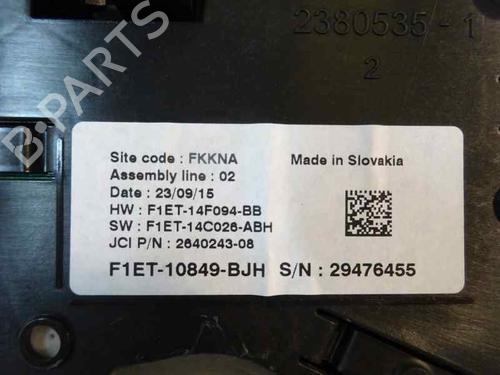 2380535-1
2
B-PARTS
Site code : FKKNA
Made in Slovakia
Assembly line : 02
Date : 23/09/15
HW : F1ET-14F094-BB
SW : F1ET-14C026-ABH
JCI P/N : 2640243-08
F1ET-10849-BJH S/N : 29476455